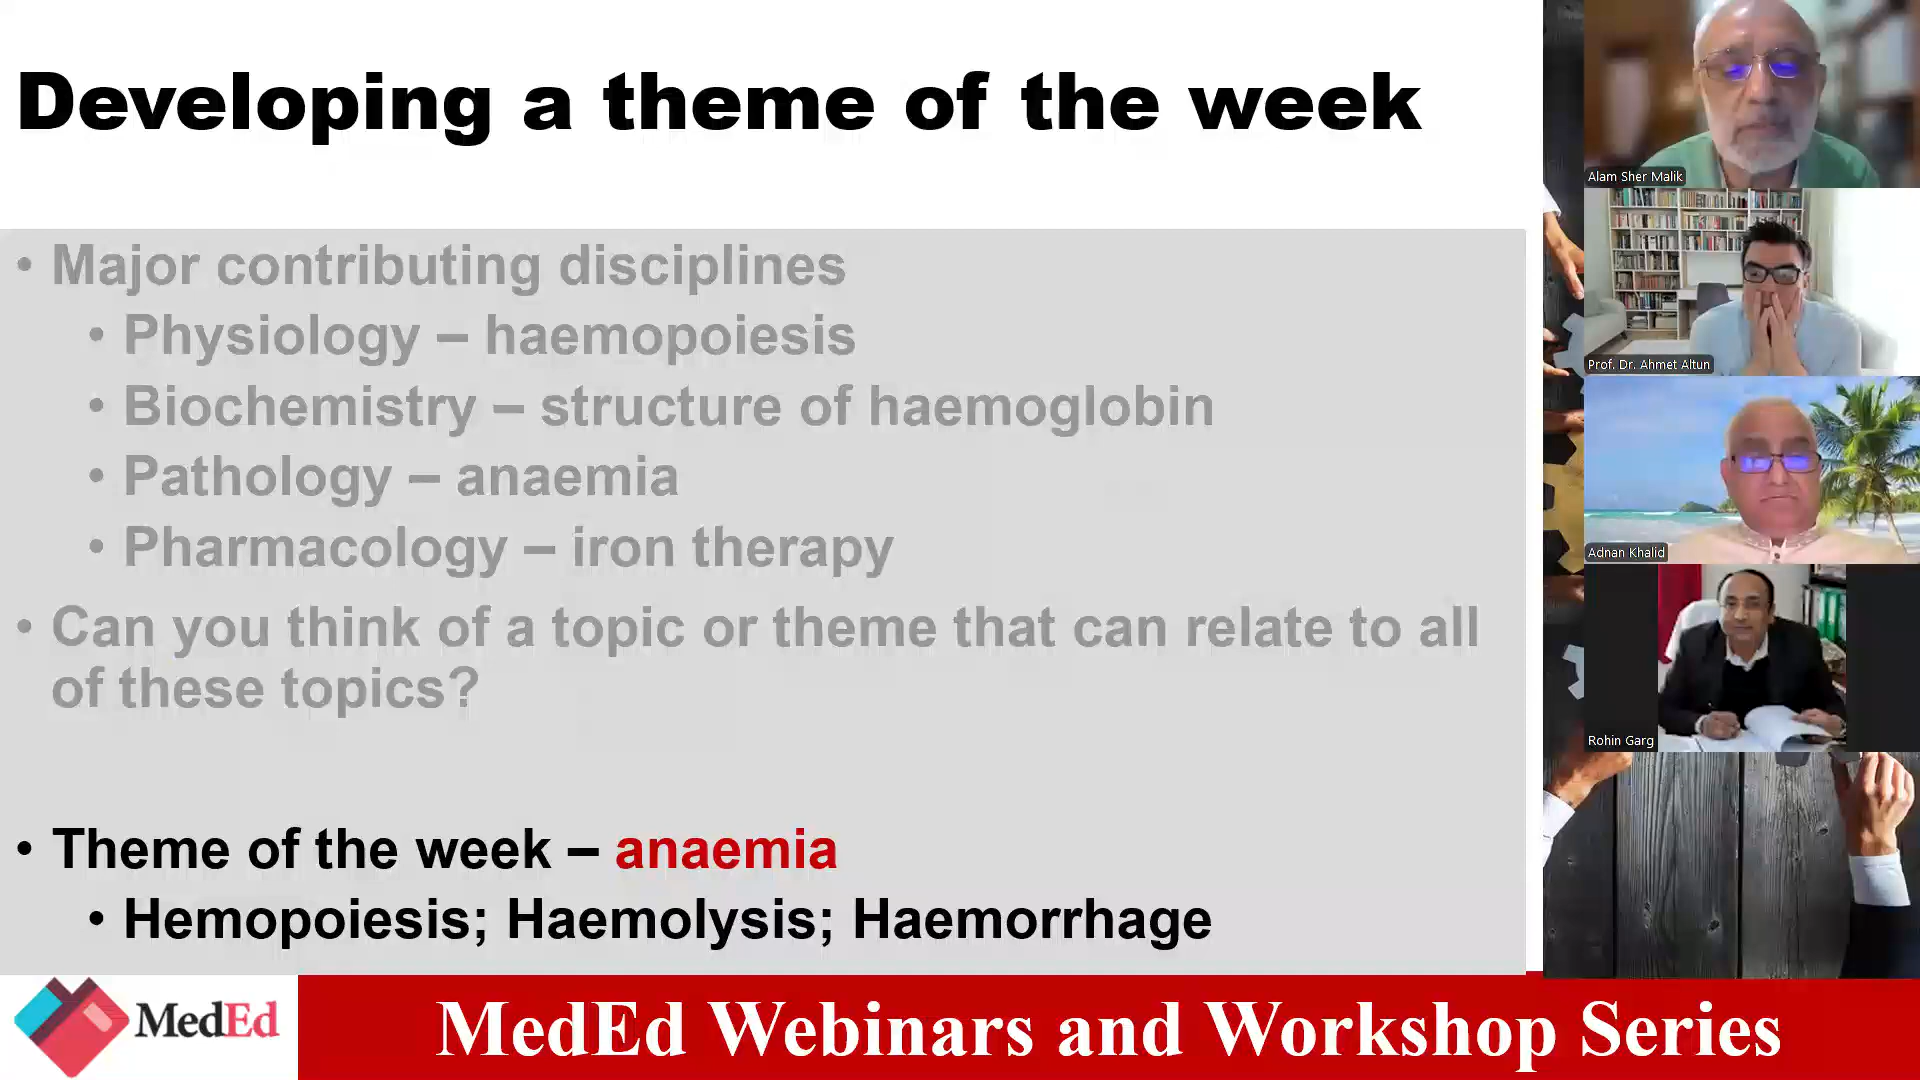 Developing a theme of the week
• Major contributing disciplines
• Physiology – haemopoiesis
• Biochemistry – structure of haemoglobin
• Pathology – anaemia
• Pharmacology – iron therapy
• Can you think of a topic or theme that can relate to all
of these topics?
• Theme of the week – anaemia
• Hemopoiesis; Haemolysis; Haemorrhage
MedEd
MedEd Webinars and Workshop Series
Alam Sher Malik
Prof. Dr. Ahmet Altun
Adnan Khalid
Rohin Garg